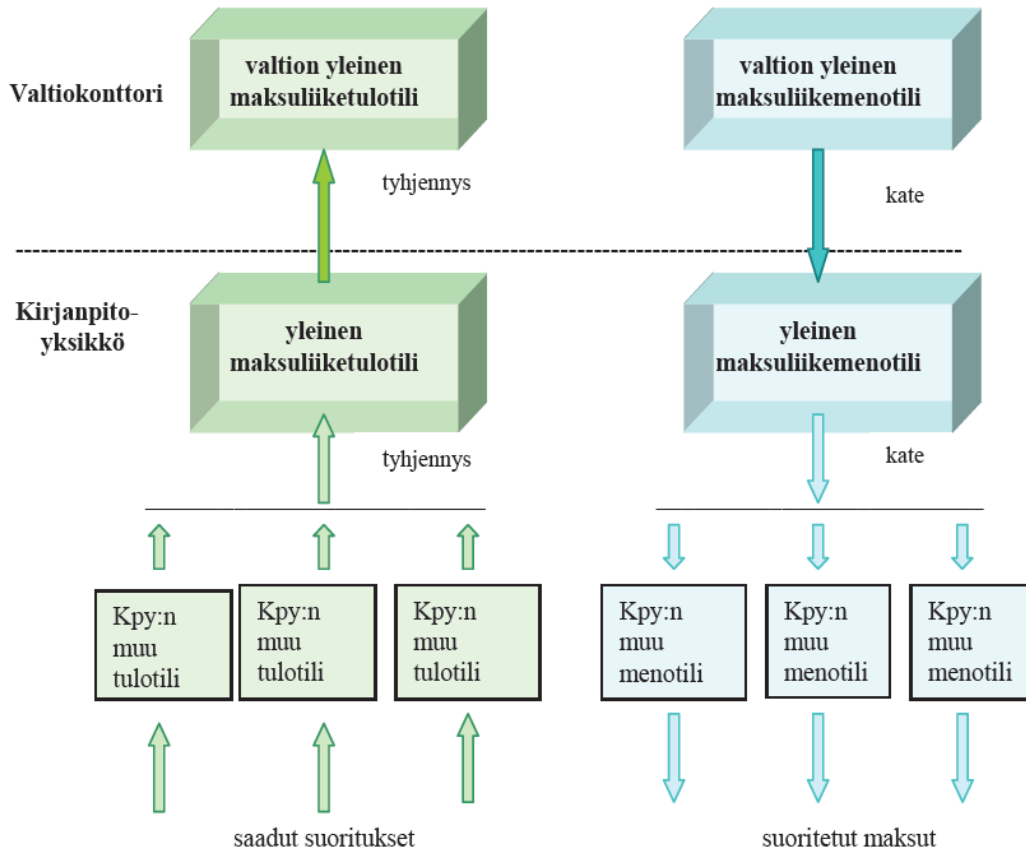 valtion yleinen
maksuliiketulotili
valtion yleinen
maksuliikemenotili
Valtiokonttori
tyhjennys
kate
Kirjanpito-
yksikkö
yleinen
maksuliiketulotili
yleinen
maksuliikemenotili
tyhjennys
kate
Kpy:n
muu
tulotili
Kpy:n
muu
tulotili
Kpy:n
muu
tulotili
Kpy:n
muu
menotili
Kpy:n
muu
menotili
Kpy:n
muu
menotili
saadut suoritukset
suoritetut maksut